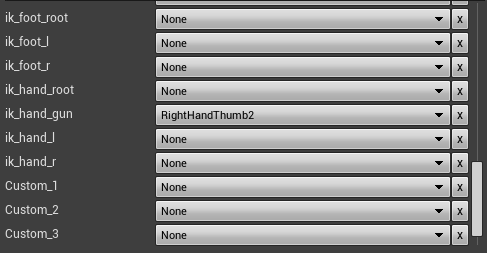 ik_foot_root None x
ik_foot_l None x
ik_foot_r None x
ik_hand_root None x
ik_hand_gun RightHandThumb2 x
ik_hand_l None x
ik_hand_r None x
Custom_1 None x
Custom_2 None x
Custom_3 None x